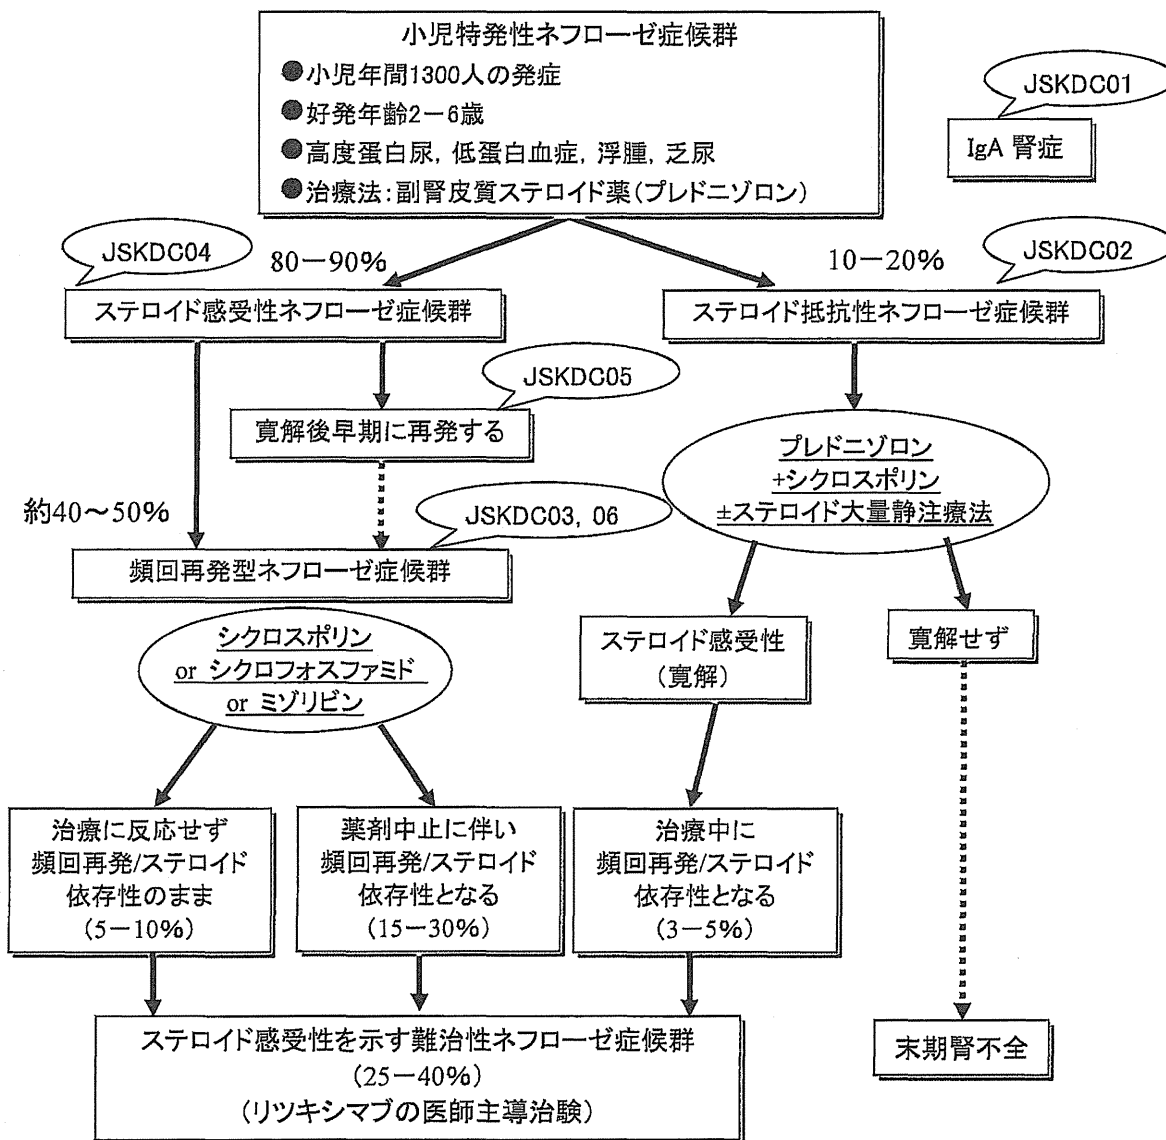 小児特発性ネフローゼ症候群
●小児年間1300人の発症
●好発年齢2－6歳
●高度蛋白尿, 低蛋白血症, 浮腫, 乏尿
●治療法：副腎皮質ステロイド薬（プレドニゾロン）
JSKDC01
IgA 腎症
JSKDC04
80－90%
10－20%
JSKDC02
ステロイド感受性ネフローゼ症候群
ステロイド抵抗性ネフローゼ症候群
JSKDC05
寛解後早期に再発する
プレドニゾロン
+シクロスポリン
±ステロイド大量静注療法
約40～50%
JSKDC03, 06
頻回再発型ネフローゼ症候群
シクロスポリン
or シクロフォスファミド
or ミゾリビン
ステロイド感受性
（寛解）
寛解せず
治療に反応せず
頻回再発/ステロイド
依存性のまま
（5－10%）
薬剤中止に伴い
頻回再発/ステロイド
依存性となる
（15－30%）
治療中に
頻回再発/ステロイド
依存性となる
（3－5%）
ステロイド感受性を示す難治性ネフローゼ症候群
（25－40%）
（リツキシマブの医師主導治験）
末期腎不全